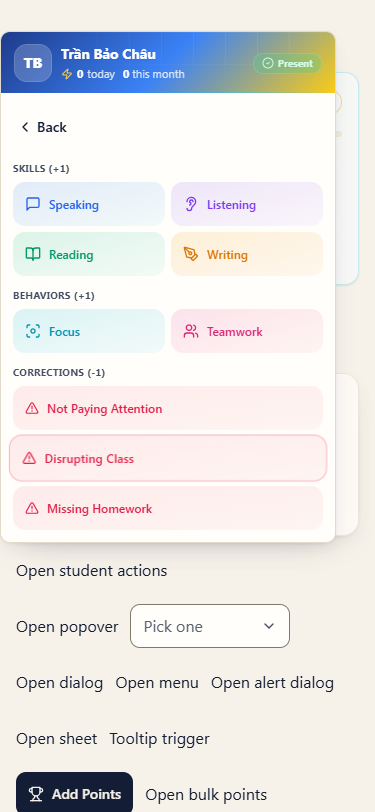 TB
Trần Bảo Châu
0 today 0 this month
Present
Back
SKILLS (+1)
Speaking Listening
Reading Writing
BEHAVIORS (+1)
Focus Teamwork
CORRECTIONS (-1)
Not Paying Attention
Disrupting Class
Missing Homework
Open student actions
Open popover Pick one
Open dialog Open menu Open alert dialog
Open sheet Tooltip trigger
Add Points Open bulk points